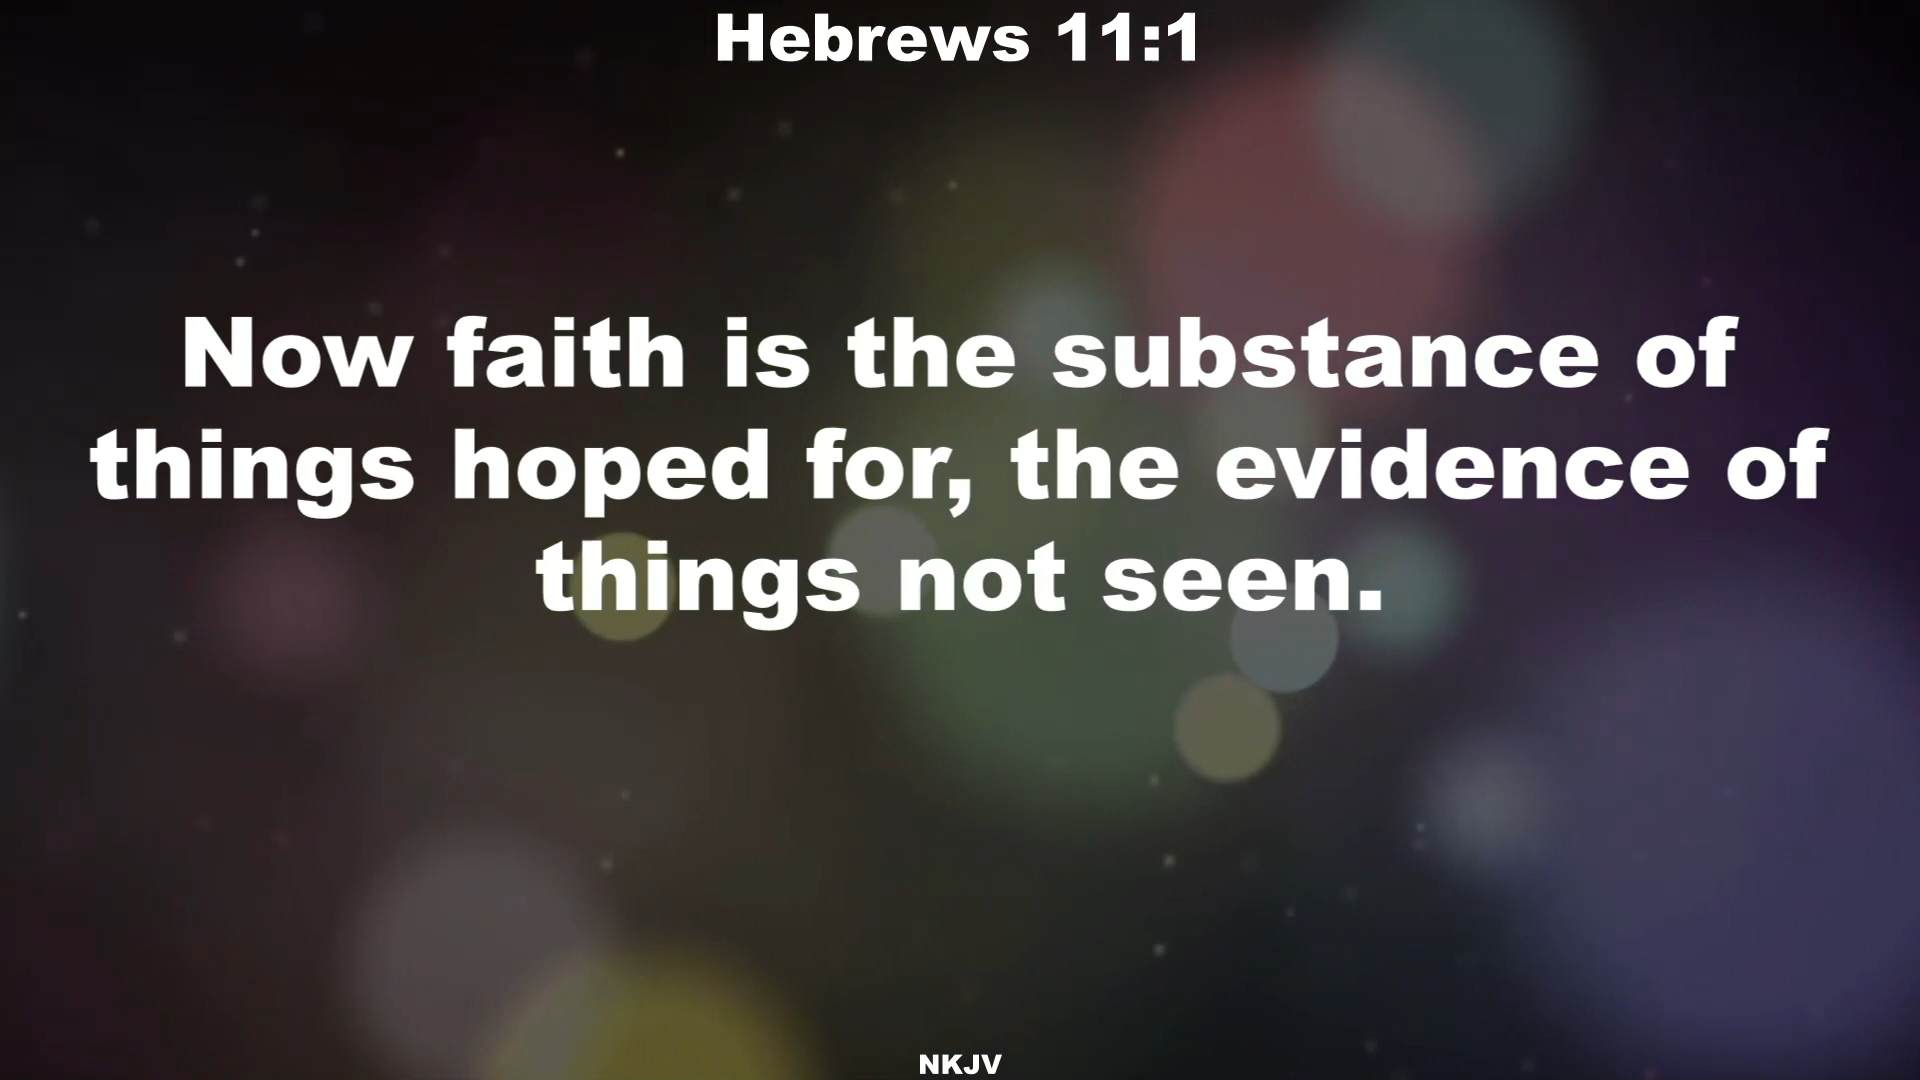 Hebrews 11:1
Now faith is the substance of
things hoped for, the evidence of
things not seen.
NKJV